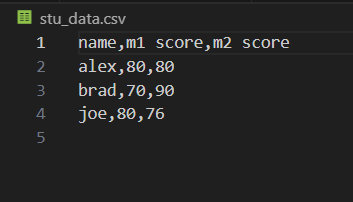 stu_data.csv
1 name,m1 score,m2 score
2 alex,80,80
3 brad,70,90
4 joe,80,76
5